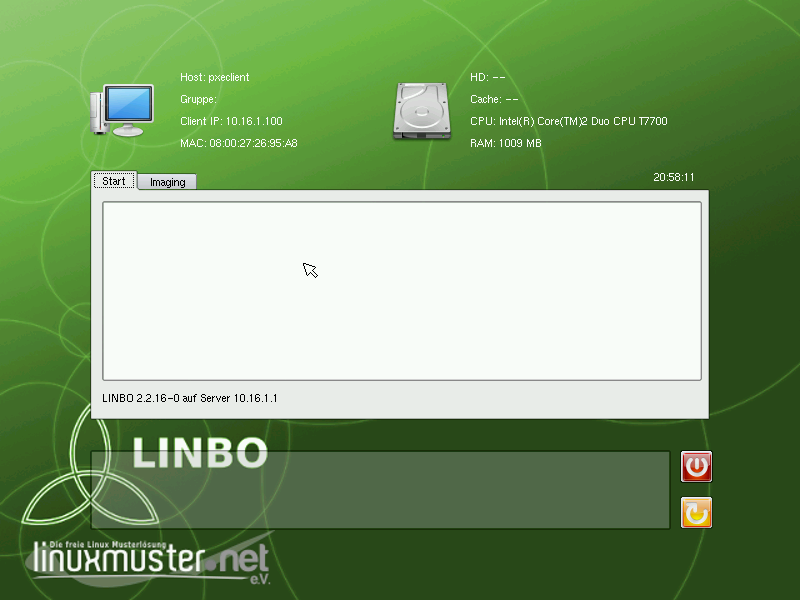 Host: pxeclient
Gruppe:
Client IP: 10.16.1.100
MAC: 08:00:27:26:95:A8
HD: --
Cache: --
CPU: Intel(R) Core(TM)2 Duo CPU T7700
RAM: 1009 MB
Start
Imaging
20:58:11
LINBO 2.2.16-0 auf Server 10.16.1.1
LINBO
Die freie Linux Musterlösung
linuxmuster.net
e.V.